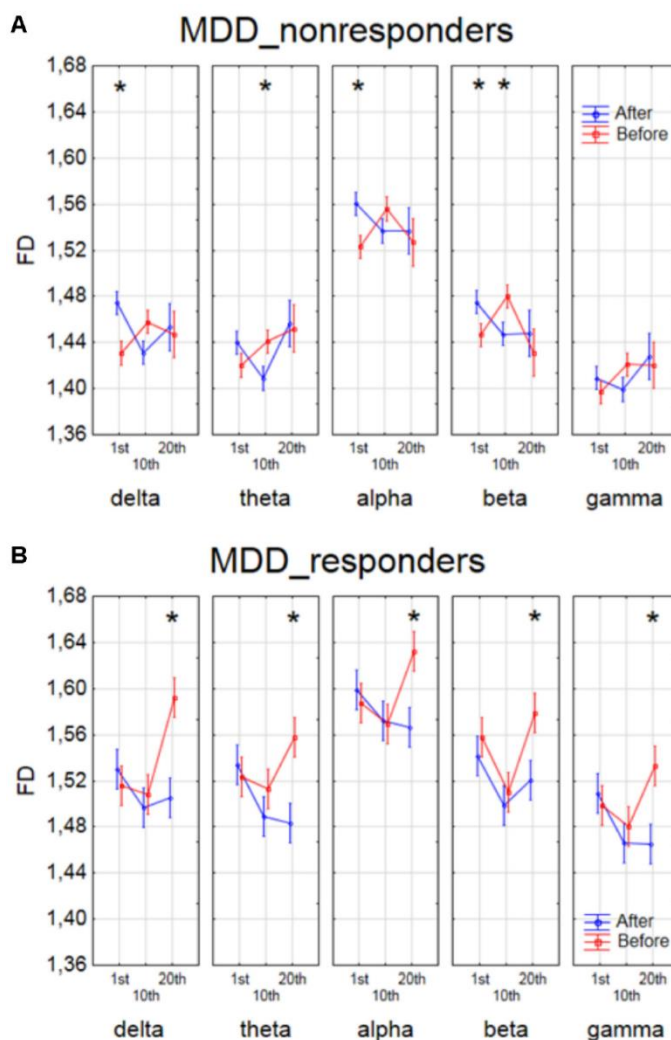 A
MDD_nonresponders
1,68
1,64
1,60
1,56
1,52
1,48
1,44
1,40
1,36
FD
* * * * *
After
Before
1st 20th 1st 20th 1st 20th 1st 20th 1st 20th
10th 10th 10th 10th 10th
delta theta alpha beta gamma
B
MDD_responders
1,68
1,64
1,60
1,56
1,52
1,48
1,44
1,40
1,36
FD
* * * * *
After
Before
1st 20th 1st 20th 1st 20th 1st 20th 1st 20th
10th 10th 10th 10th 10th
delta theta alpha beta gamma